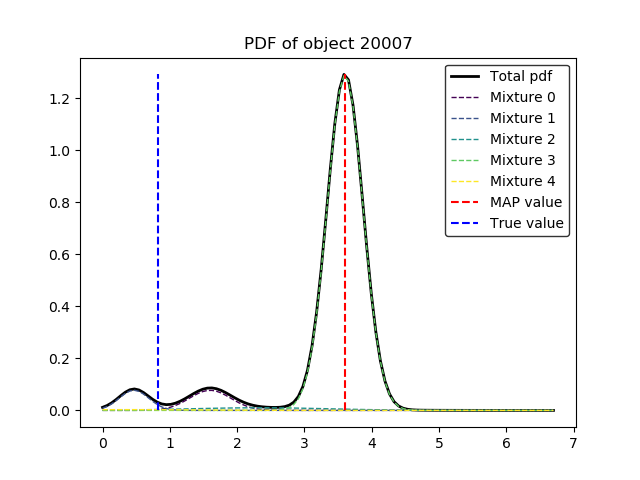 PDF of object 20007
Total pdf
Mixture 0
Mixture 1
Mixture 2
Mixture 3
Mixture 4
MAP value
True value
1.2
1.0
0.8
0.6
0.4
0.2
0.0
0 1 2 3 4 5 6 7